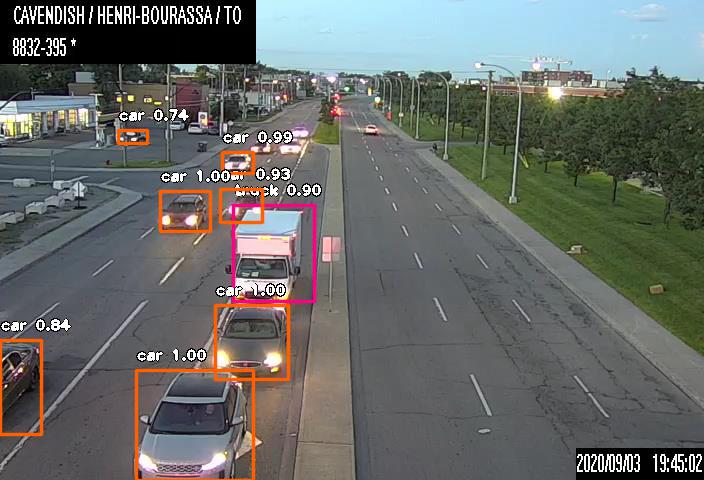 CAVENDISH / HENRI-BOURASSA / TO
8832-395 *
car 0.74
car 0.99
car 1.00
car 0.93
truck 0.90
car 1.00
car 0.84
car 1.00
2020/09/03 19:45:02